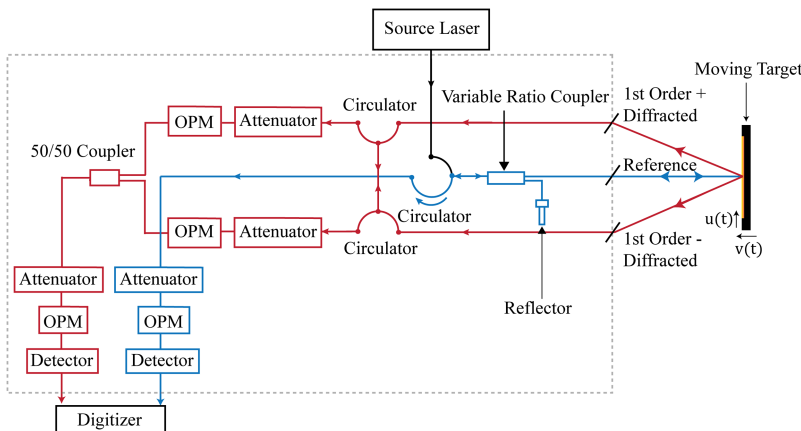 Source Laser
Moving Target
Variable Ratio Coupler
1st Order +
Diffracted
Circulator
OPM
Attenuator
50/50 Coupler
Reference
Circulator
u(t)
v(t)
OPM
Attenuator
Circulator
1st Order -
Diffracted
Attenuator
Attenuator
Reflector
OPM
OPM
Detector
Detector
Digitizer